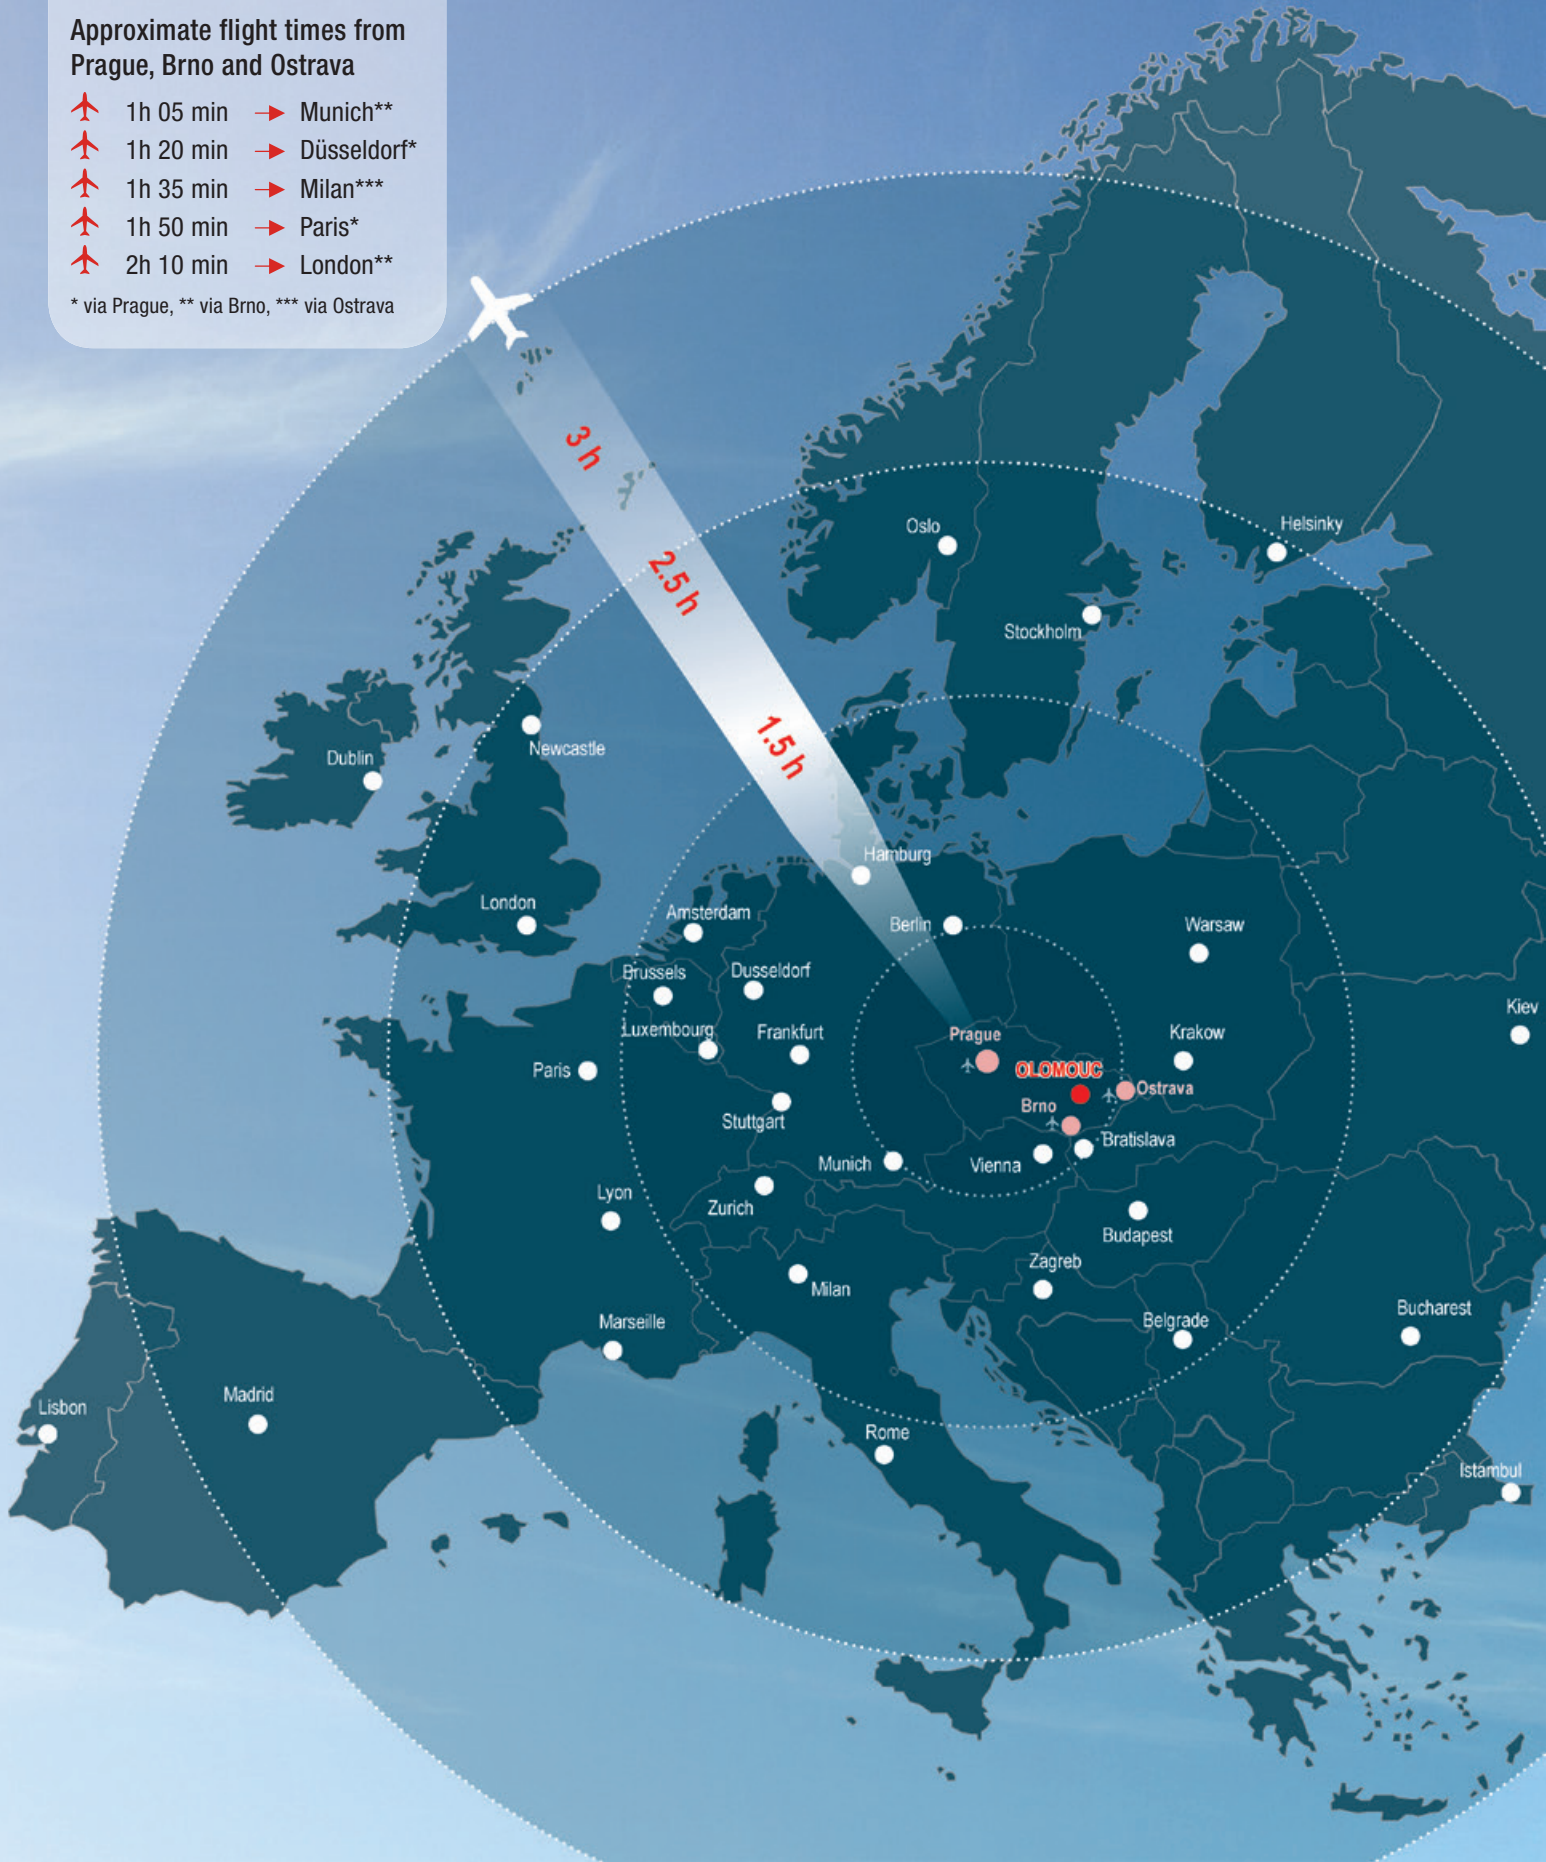 Approximate flight times from
Prague, Brno and Ostrava
1h 05 min Munich**
1h 20 min Düsseldorf*
1h 35 min Milan***
1h 50 min Paris*
2h 10 min London**
* via Prague, ** via Brno, *** via Ostrava
3 h
2.5 h
1.5 h
Oslo
Helsinky
Stockholm
Newcastle
Dublin
Hamburg
London
Amsterdam
Berlin
Warsaw
Brussels
Dusseldorf
Kiev
Luxembourg
Frankfurt
Prague
Krakow
Paris
OLOMOUC
Ostrava
Brno
Stuttgart
Bratislava
Munich
Vienna
Lyon
Zurich
Budapest
Zagreb
Milan
Marseille
Belgrade
Bucharest
Madrid
Lisbon
Rome
Istambul